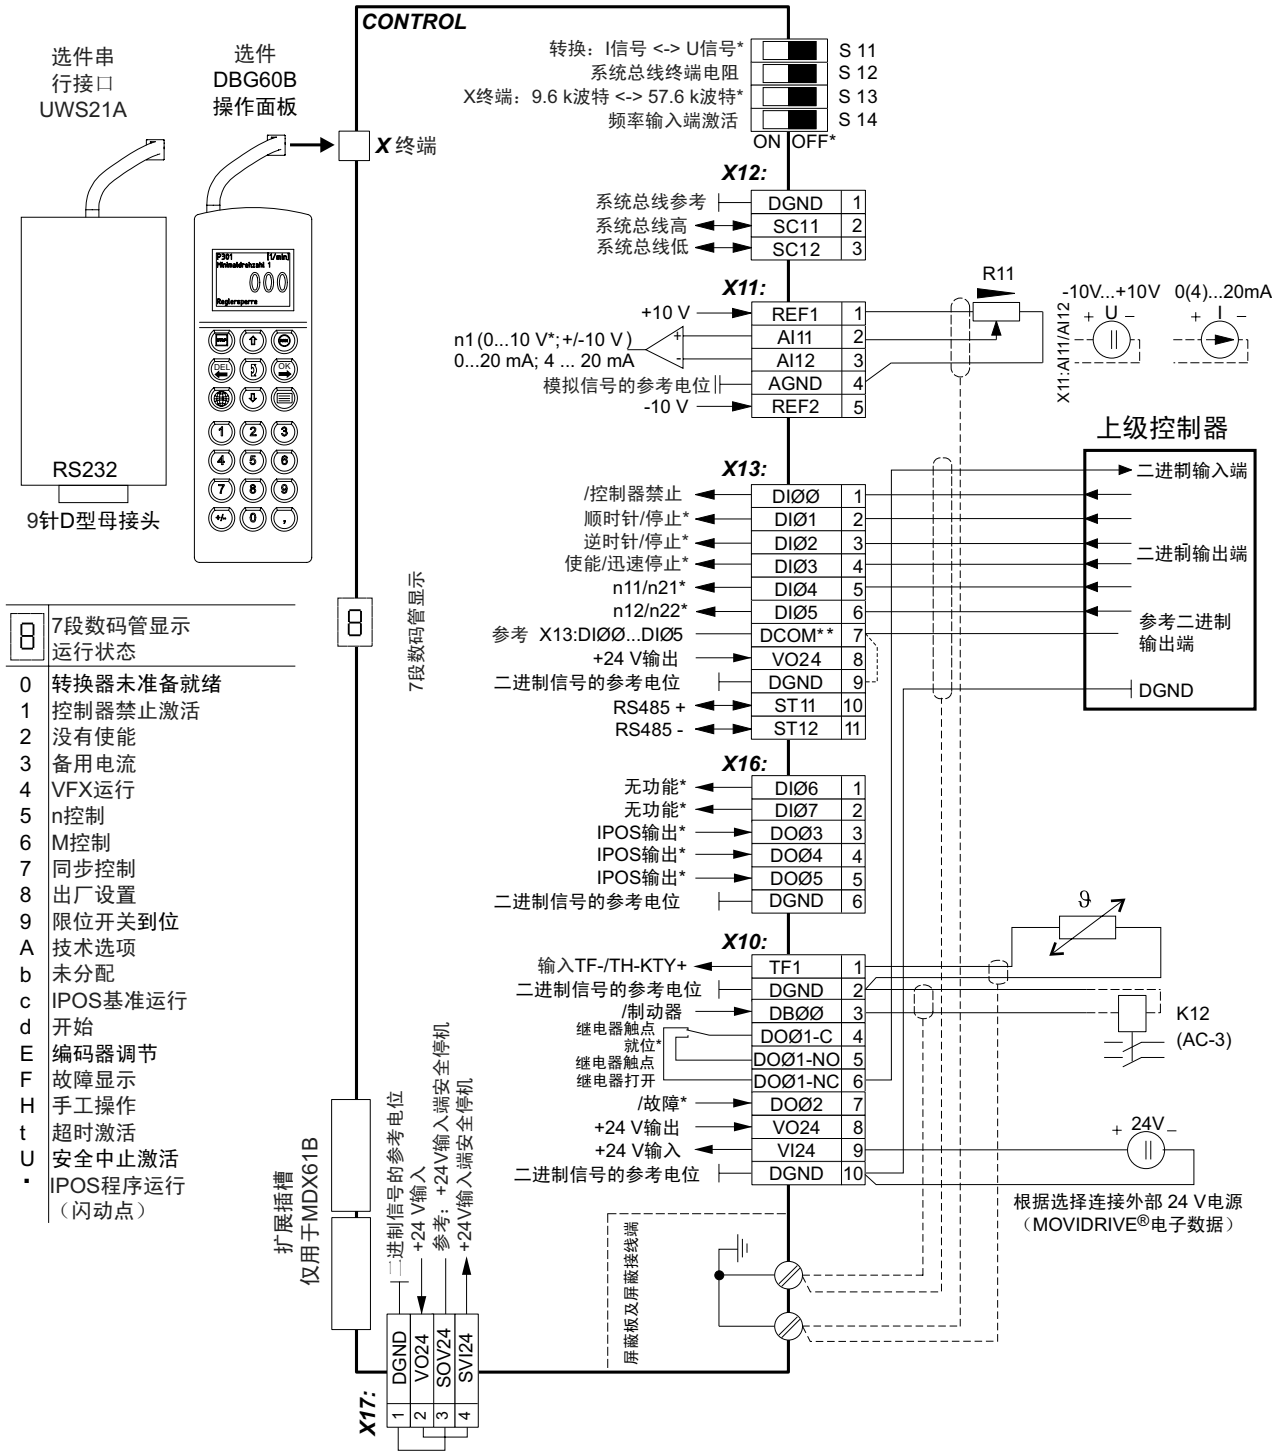 CONTROL
选件串
行接口
UWS21A
选件
DBG60B
操作面板
X 终端
转换：I信号 <-> U信号* S 11
系统总线终端电阻 S 12
X终端：9.6 k波特 <-> 57.6 k波特* S 13
频率输入端激活 S 14
ON OFF*
X12:
系统总线参考 DGND 1
系统总线高 SC11 2
系统总线低 SC12 3
P301 [1/min]
Minimaldrehzahl 1
000
Reglersperre
DEL
OK
1 2 3
4 5 6
7 8 9
+/- 0 ,
RS232
9针D型母接头
X11:
+10 V REF1 1
n1(0...10 V*;+/-10 V)
0...20 mA; 4 ... 20 mA
+ AI11 2
- AI12 3
模拟信号的参考电位 AGND 4
-10 V REF2 5
R11
X11:AI11/AI12
-10V...+10V
+ U -
0(4)...20mA
+ I -
上级控制器
二进制输入端
二进制输出端
参考二进制
输出端
DGND
X13:
/控制器禁止 DIØØ 1
顺时针/停止* DIØ1 2
逆时针/停止* DIØ2 3
使能/迅速停止* DIØ3 4
n11/n21* DIØ4 5
n12/n22* DIØ5 6
参考 X13:DIØØ...DIØ5 DCOM** 7
+24 V输出 VO24 8
二进制信号的参考电位 DGND 9
RS485 + ST11 10
RS485 - ST12 11
7段数码管显示
8
8 7段数码管显示
运行状态
0 转换器未准备就绪
1 控制器禁止激活
2 没有使能
3 备用电流
4 VFX运行
5 n控制
6 M控制
7 同步控制
8 出厂设置
9 限位开关到位
A 技术选项
b 未分配
c IPOS基准运行
d 开始
E 编码器调节
F 故障显示
H 手工操作
t 超时激活
U 安全中止激活
· IPOS程序运行
（闪动点）
X16:
无功能* DIØ6 1
无功能* DIØ7 2
IPOS输出* DOØ3 3
IPOS输出* DOØ4 4
IPOS输出* DOØ5 5
二进制信号的参考电位 DGND 6
X10:
输入TF-/TH-KTY+ TF1 1
二进制信号的参考电位 DGND 2
/制动器 DBØØ 3
继电器触点 DOØ1-C 4
就位*
继电器触点 DOØ1-NO 5
继电器打开 DOØ1-NC 6
/故障* DOØ2 7
+24 V输出 VO24 8
+24 V输入 VI24 9
二进制信号的参考电位 DGND 10
ϑ
K12
(AC-3)
+ 24V -
根据选择连接外部 24 V电源
（MOVIDRIVE®电子数据）
扩展插槽
仅用于MDX61B
二进制信号的参考电位
+24 V输入
参考：+24V输入端安全停机
+24V输入端安全停机
屏蔽板及屏蔽接线端
X17:
1 DGND
2 VO24
3 SOV24
4 SVI24